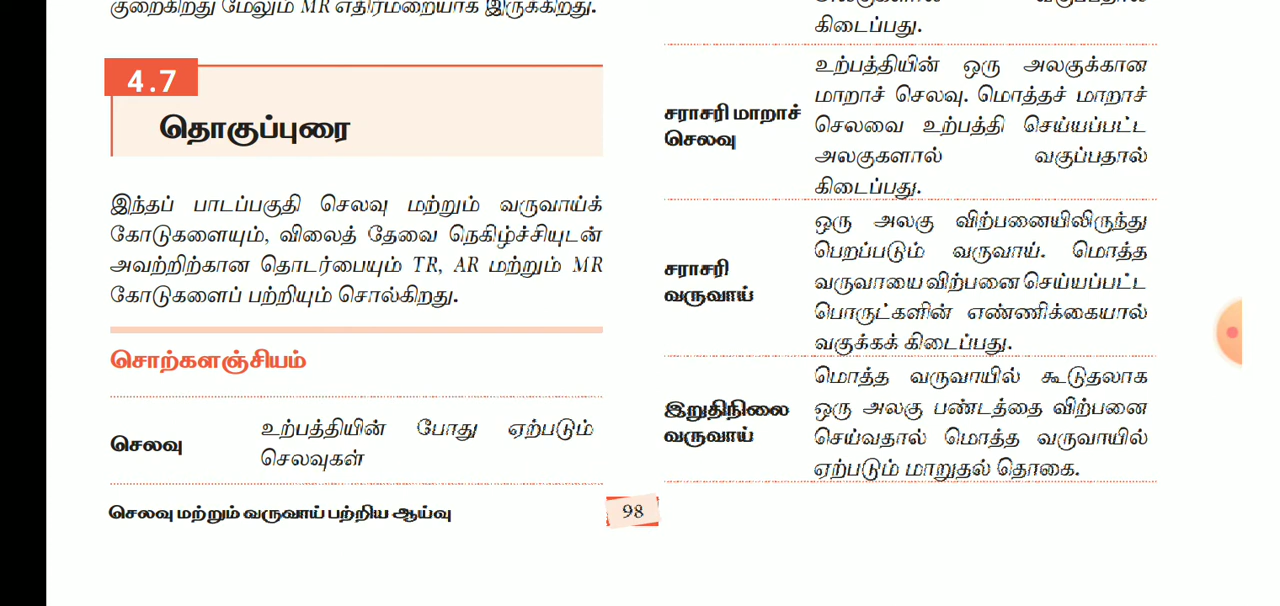 குறைகிறது மேலும் MR எதிர்மறையாக இருக்கிறது.
4.7
தொகுப்புரை
இந்தப் பாடப்பகுதி செலவு மற்றும் வருவாய்க்
கோடுகளையும், விலைத் தேவை நெகிழ்ச்சியுடன்
அவற்றிற்கான தொடர்பையும் TR, AR மற்றும் MR
கோடுகளைப் பற்றியும் சொல்கிறது.
சொற்களஞ்சியம்
செலவு
உற்பத்தியின் போது ஏற்படும்
செலவுகள்
அலகுகளால் வகுப்பதால்
கிடைப்பது.
சராசரி மாறாச்
செலவு
உற்பத்தியின் ஒரு அலகுக்கான
மாறாச் செலவு. மொத்தச் மாறாச்
செலவை உற்பத்தி செய்யப்பட்ட
அலகுகளால் வகுப்பதால்
கிடைப்பது.
சராசரி
வருவாய்
ஒரு அலகு விற்பனையிலிருந்து
பெறப்படும் வருவாய். மொத்த
வருவாயை விற்பனை செய்யப்பட்ட
பொருட்களின் எண்ணிக்கையால்
வகுக்கக் கிடைப்பது.
இறுதிநிலை
வருவாய்
மொத்த வருவாயில் கூடுதலாக
ஒரு அலகு பண்டத்தை விற்பனை
செய்வதால் மொத்த வருவாயில்
ஏற்படும் மாறுதல் தொகை.
செலவு மற்றும் வருவாய் பற்றிய ஆய்வு
98